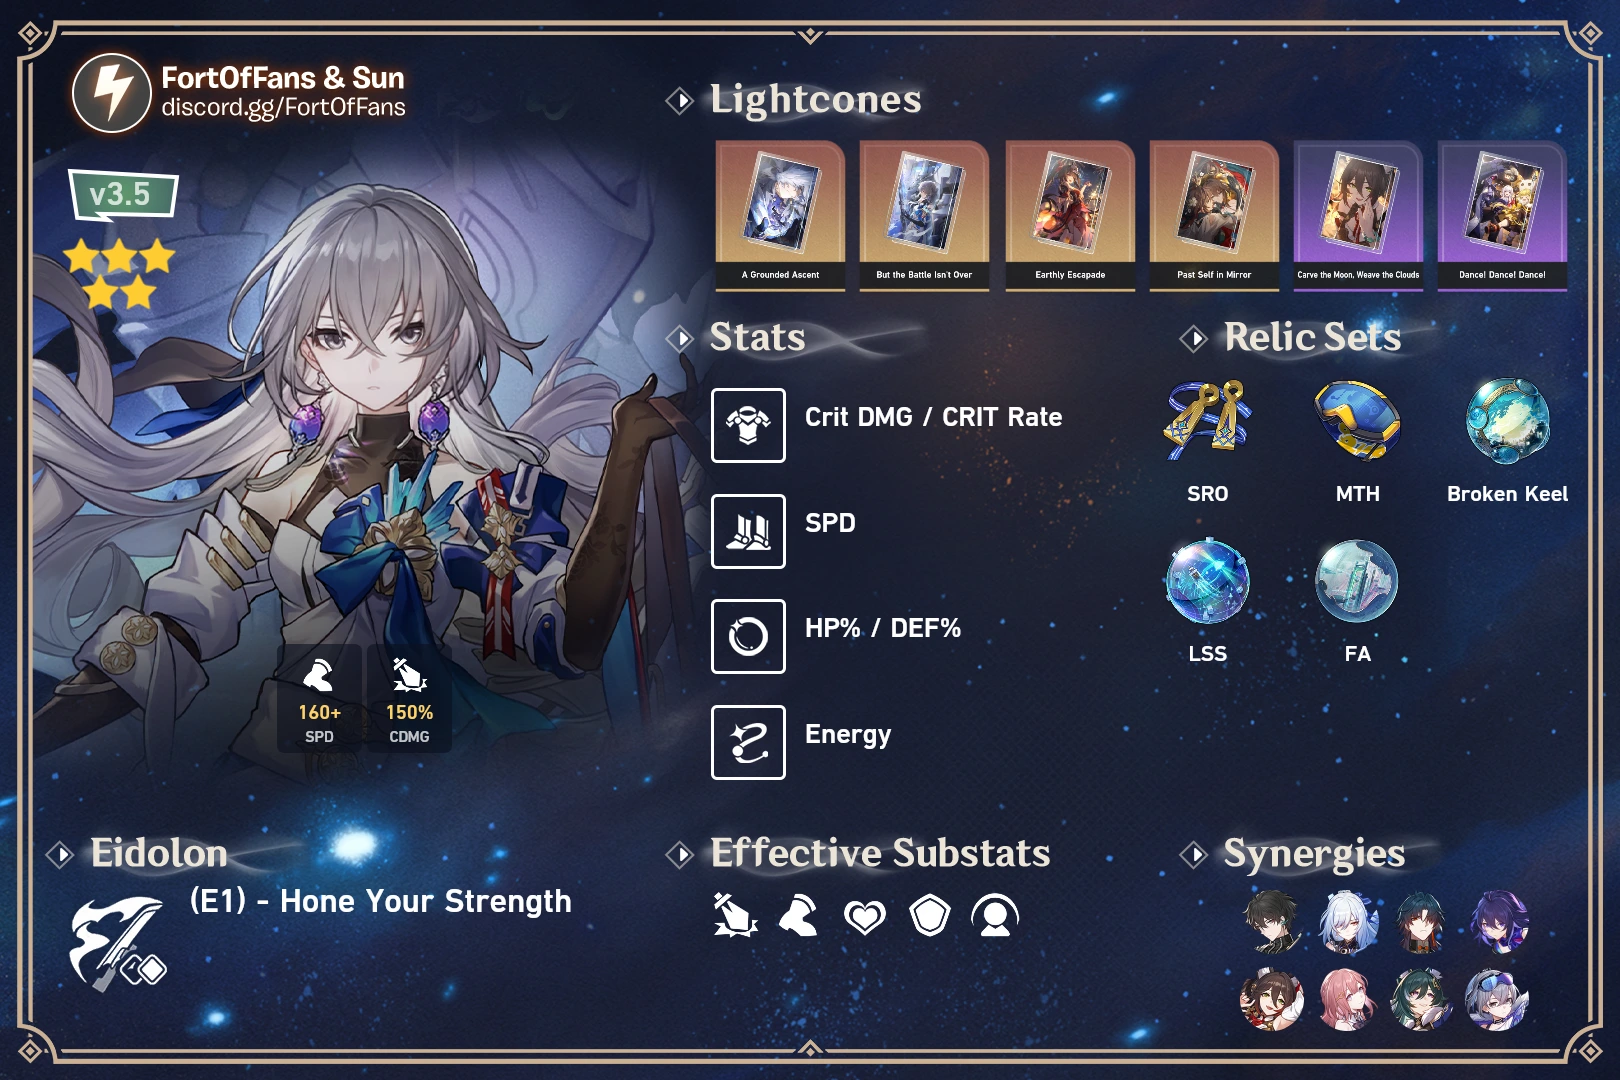 FortOfFans & Sun
discord.gg/FortOfFans
v3.5
160+
SPD
150%
CDMG
Lightcones
A Grounded Ascent
But the Battle Isn't Over
Earthly Escapade
Past Self in Mirror
Carve the Moon, Weave the Clouds
Dance! Dance! Dance!
Stats
Crit DMG / CRIT Rate
SPD
HP% / DEF%
Energy
Relic Sets
SRO
MTH
Broken Keel
LSS
FA
Eidolon
(E1) - Hone Your Strength
Effective Substats
Synergies